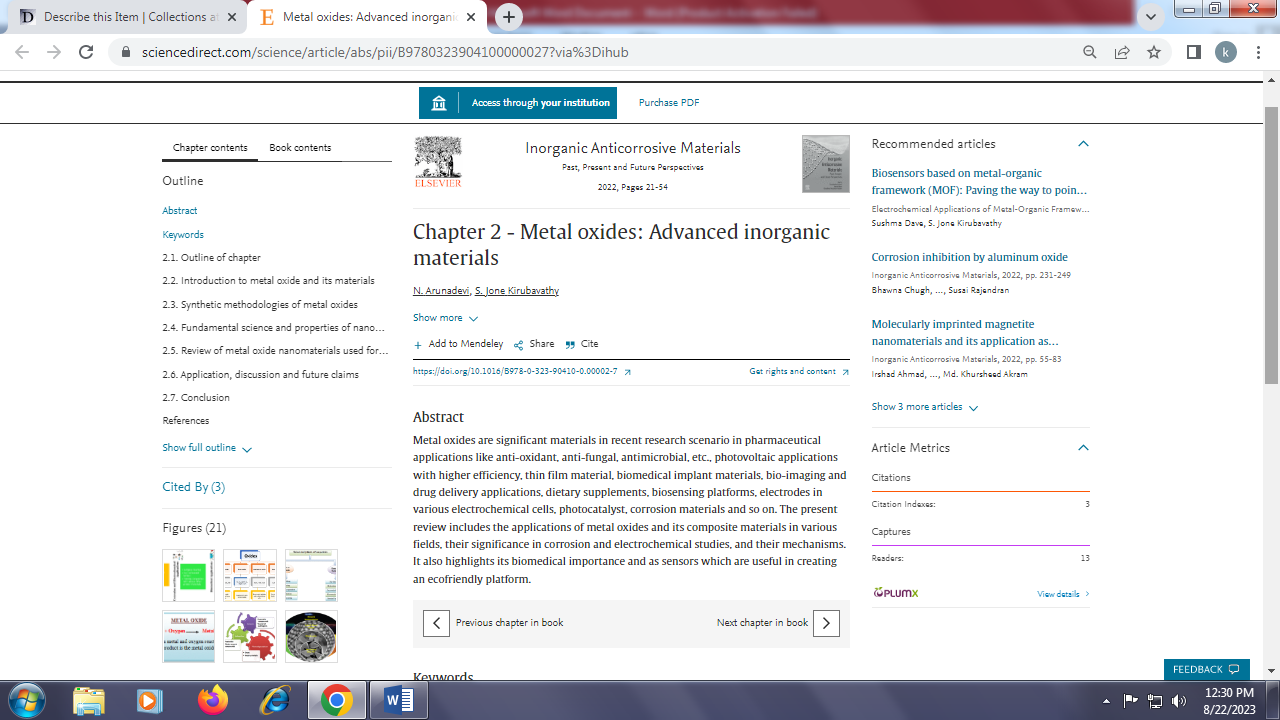 Describe this Item | Collections at
Metal oxides: Advanced inorganic
sciencedirect.com/science/article/abs/pii/B9780323904100000027?via%3Dihub
k
Access through your institution
Purchase PDF
Chapter contents
Book contents
Outline
Abstract
Keywords
2.1. Outline of chapter
2.2. Introduction to metal oxide and its materials
2.3. Synthetic methodologies of metal oxides
2.4. Fundamental science and properties of nano…
2.5. Review of metal oxide nanomaterials used for…
2.6. Application, discussion and future claims
2.7. Conclusion
References
Show full outline
Cited By (3)
Figures (21)
Oxides
METAL OXIDE
ELSEVIER
Inorganic Anticorrosive Materials
Past, Present and Future Perspectives
2022, Pages 21-54
Chapter 2 - Metal oxides: Advanced inorganic
materials
N. Arunadevi, S. Jone Kirubavathy
Show more
Add to Mendeley
Share
Cite
https://doi.org/10.1016/B978-0-323-90410-0.00002-7
Get rights and content
Abstract
Metal oxides are significant materials in recent research scenario in pharmaceutical
applications like anti-oxidant, anti-fungal, antimicrobial, etc., photovoltaic applications
with higher efficiency, thin film material, biomedical implant materials, bio-imaging and
drug delivery applications, dietary supplements, biosensing platforms, electrodes in
various electrochemical cells, photocatalyst, corrosion materials and so on. The present
review includes the applications of metal oxides and its composite materials in various
fields, their significance in corrosion and electrochemical studies, and their mechanisms.
It also highlights its biomedical importance and as sensors which are useful in creating
an ecofriendly platform.
Previous chapter in book
Next chapter in book
Keywords
Recommended articles
Biosensors based on metal-organic
framework (MOF): Paving the way to poin…
Electrochemical Applications of Metal-Organic Framew…
Sushma Dave, S. Jone Kirubavathy
Corrosion inhibition by aluminum oxide
Inorganic Anticorrosive Materials, 2022, pp. 231-249
Bhawna Chugh, …, Susai Rajendran
Molecularly imprinted magnetite
nanomaterials and its application as…
Inorganic Anticorrosive Materials, 2022, pp. 55-83
Irshad Ahmad, …, Md. Khursheed Akram
Show 3 more articles
Article Metrics
Citations
Citation Indexes: 3
Captures
Readers: 13
PLUMX
View details
FEEDBACK
12:30 PM
8/22/2023